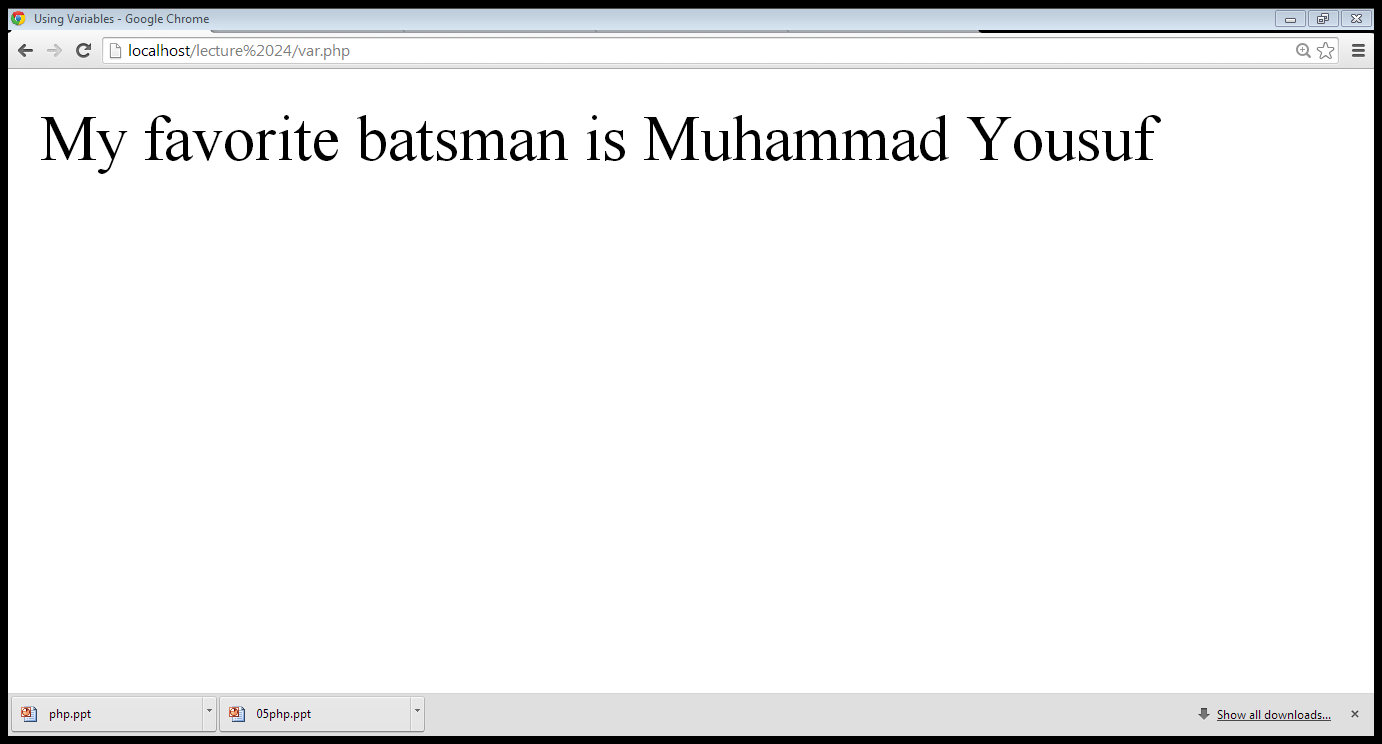 Using Variables - Google Chrome
localhost/lecture%2024/var.php
My favorite batsman is Muhammad Yousuf
php.ppt
05php.ppt
Show all downloads...